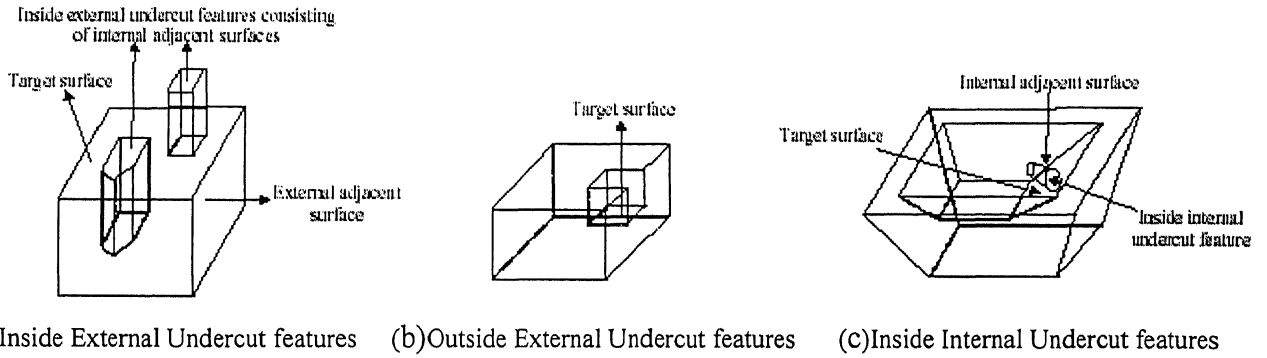 Inside external undercut features consisting
of internal adjacent surfaces
Target surface
External adjacent
surface
Target surface
Internal adjacent surface
Target surface
Inside internal
undercut feature
Inside External Undercut features
(b)Outside External Undercut features
(c)Inside Internal Undercut features